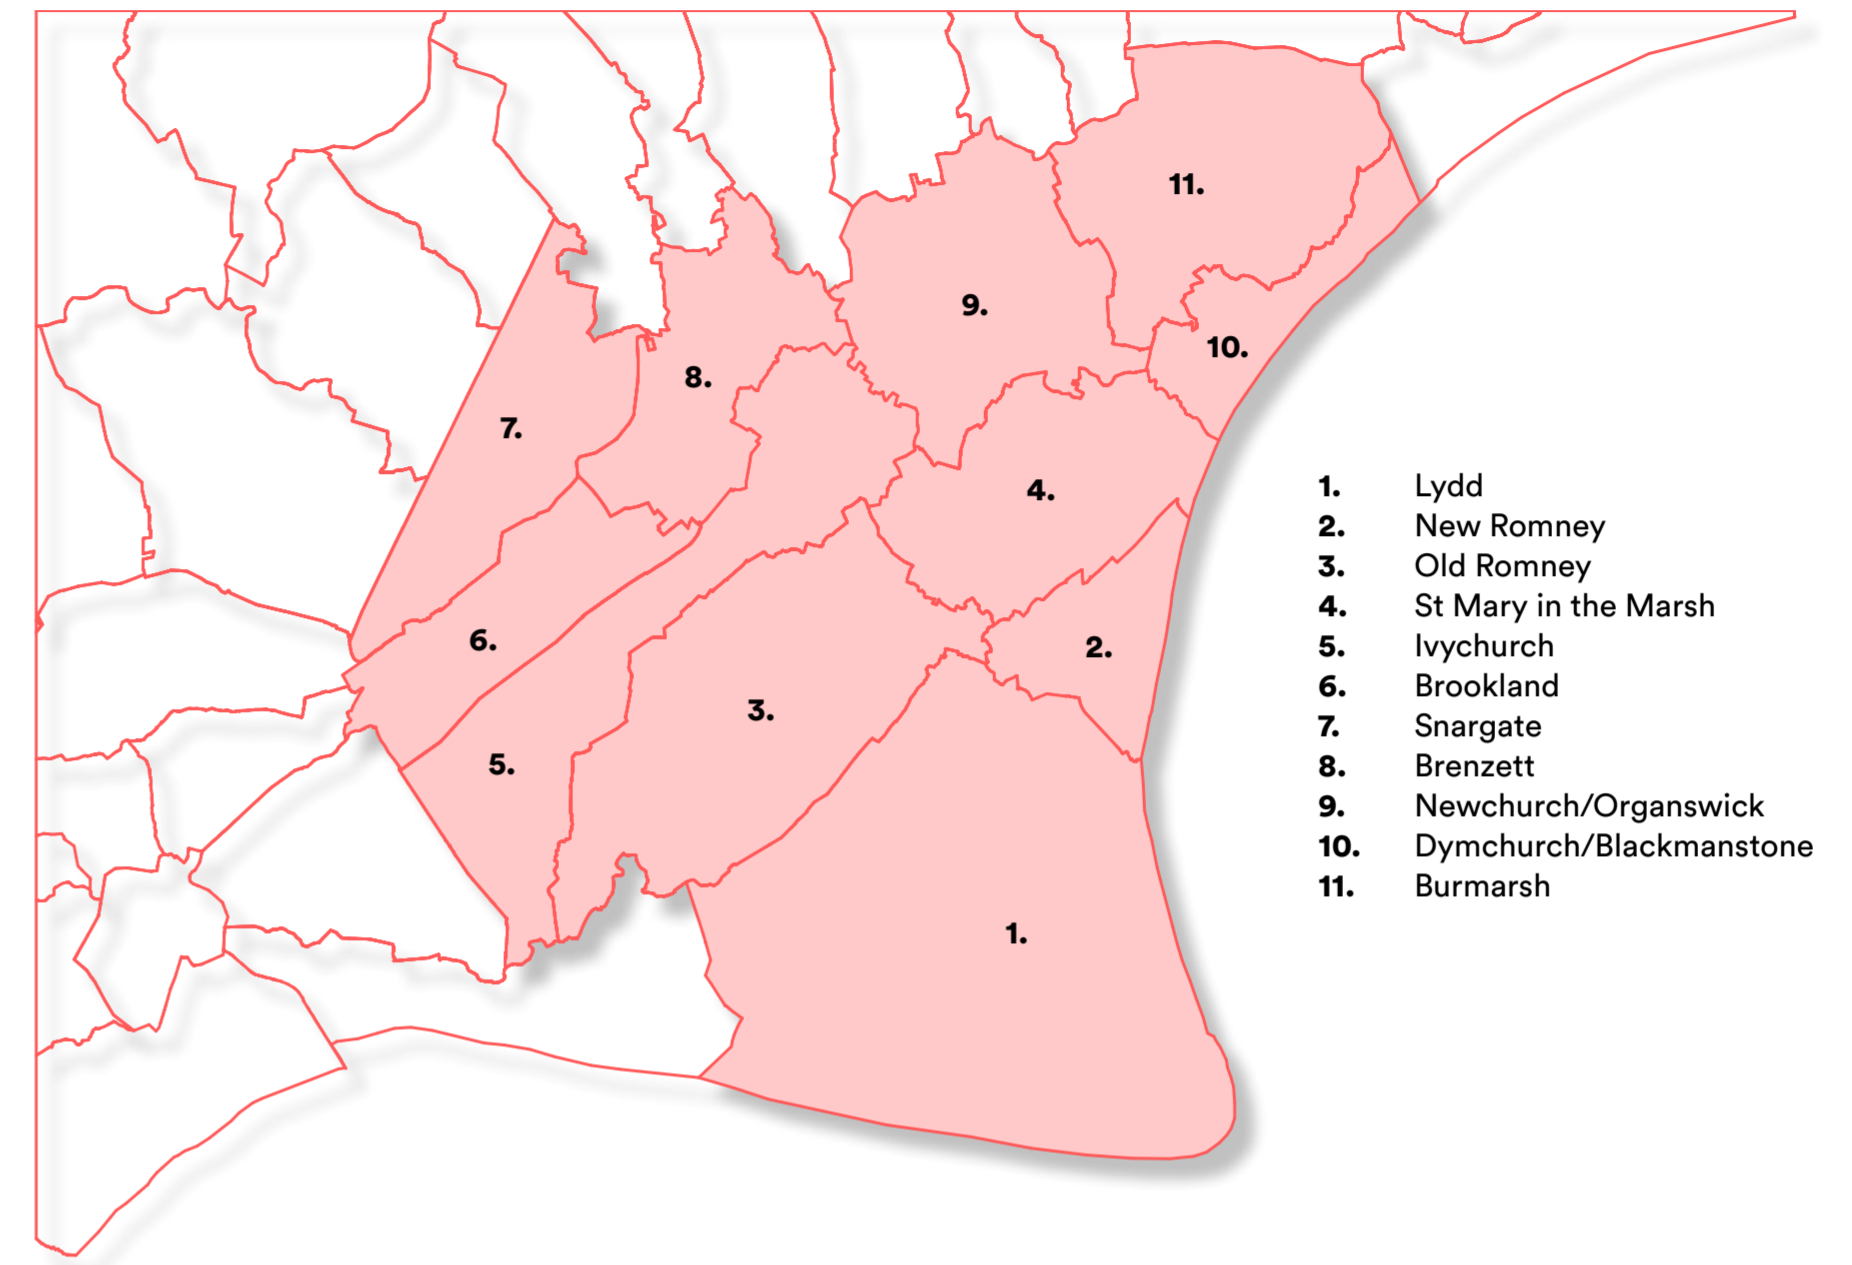 11.
9.
10.
8.
7.
4.
6.
2.
3.
5.
1.
1. Lydd
2. New Romney
3. Old Romney
4. St Mary in the Marsh
5. Ivychurch
6. Brookland
7. Snargate
8. Brenzett
9. Newchurch/Organswick
10. Dymchurch/Blackmanstone
11. Burmarsh